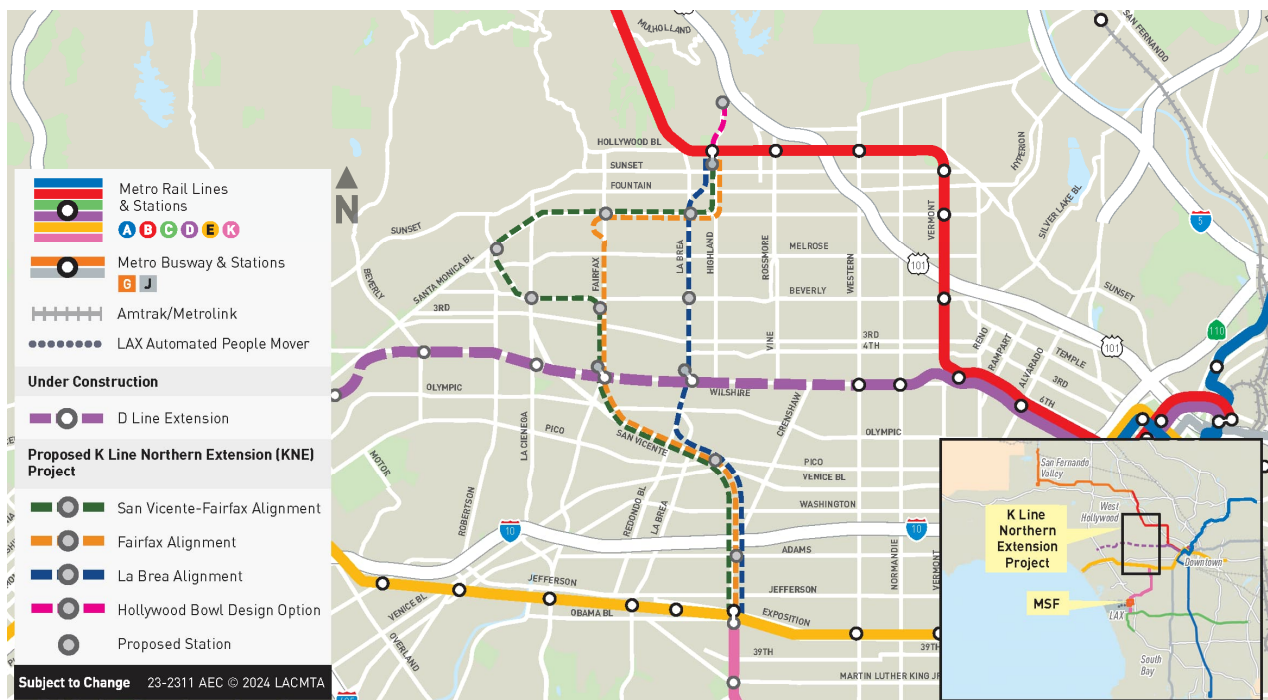 MULHOLLAND
SAN FERNANDO
HOLLYWOOD BL
SUNSET
FOUNTAIN
HYPERION
SILVER LAKE BL
5
VERMONT
SUNSET
BEVERLY
SANTA MONICA BL
FAIRFAX
LA BREA
HIGHLAND
ROSSMORE
MELROSE
WESTERN
101
BEVERLY
3RD
SUNSET
110
VINE
3RD
4TH
RENO
RAMPART
ALVARADO
TEMPLE
101
3RD
6TH
OLYMPIC
WILSHIRE
CRENSHAW
LA CIENEGA
PICO
SAN VICENTE
OLYMPIC
MOTOR
ROBERTSON
REDONDO BL
LA BREA
PICO
VENICE BL
WASHINGTON
10
10
ADAMS
NORMANDIE
VERMONT
JEFFERSON
JEFFERSON
VENICE BL
OBAMA BL
EXPOSITION
OVERLAND
39TH
39TH
MARTIN LUTHER KING JR
405
N
Metro Rail Lines
& Stations
A B C D E K
Metro Busway & Stations
G J
Amtrak/Metrolink
LAX Automated People Mover
Under Construction
D Line Extension
Proposed K Line Northern Extension (KNE)
Project
San Vicente-Fairfax Alignment
Fairfax Alignment
La Brea Alignment
Hollywood Bowl Design Option
Proposed Station
Subject to Change 23-2311 AEC © 2024 LACMTA
San Fernando
Valley
West
Hollywood
K Line
Northern
Extension
Project
Downtown
MSF
LAX
South
Bay